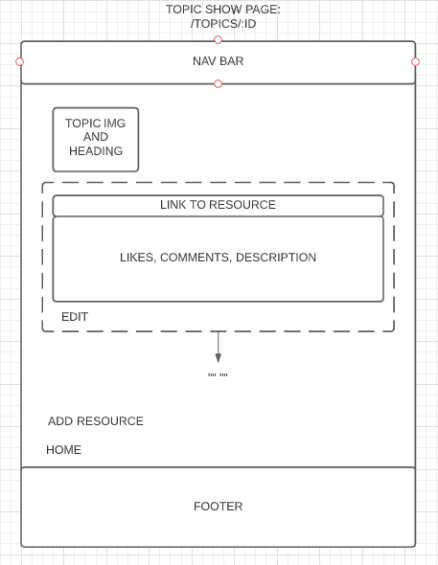 TOPIC SHOW PAGE:
/TOPICS/:ID
NAV BAR
TOPIC IMG
AND
HEADING
LINK TO RESOURCE
LIKES, COMMENTS, DESCRIPTION
EDIT
"" ""
ADD RESOURCE
HOME
FOOTER